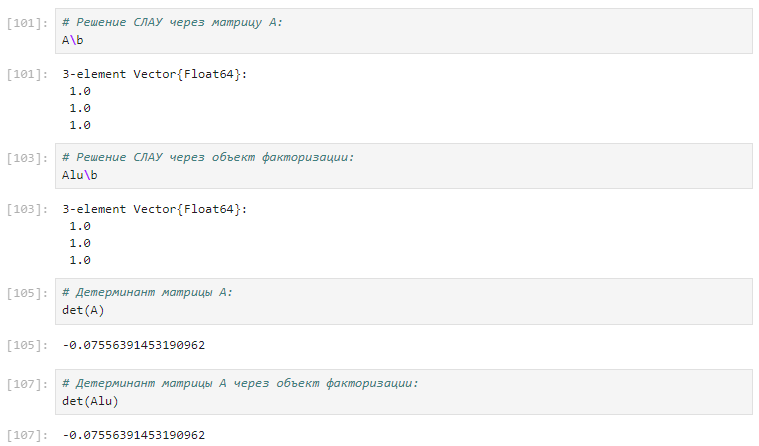 [101]: # Решение СЛАУ через матрицу A:
A\b
[101]: 3-element Vector{Float64}:
1.0
1.0
1.0
[103]: # Решение СЛАУ через объект факторизации:
Alu\b
[103]: 3-element Vector{Float64}:
1.0
1.0
1.0
[105]: # Детерминант матрицы A:
det(A)
[105]: -0.07556391453190962
[107]: # Детерминант матрицы A через объект факторизации:
det(Alu)
[107]: -0.07556391453190962